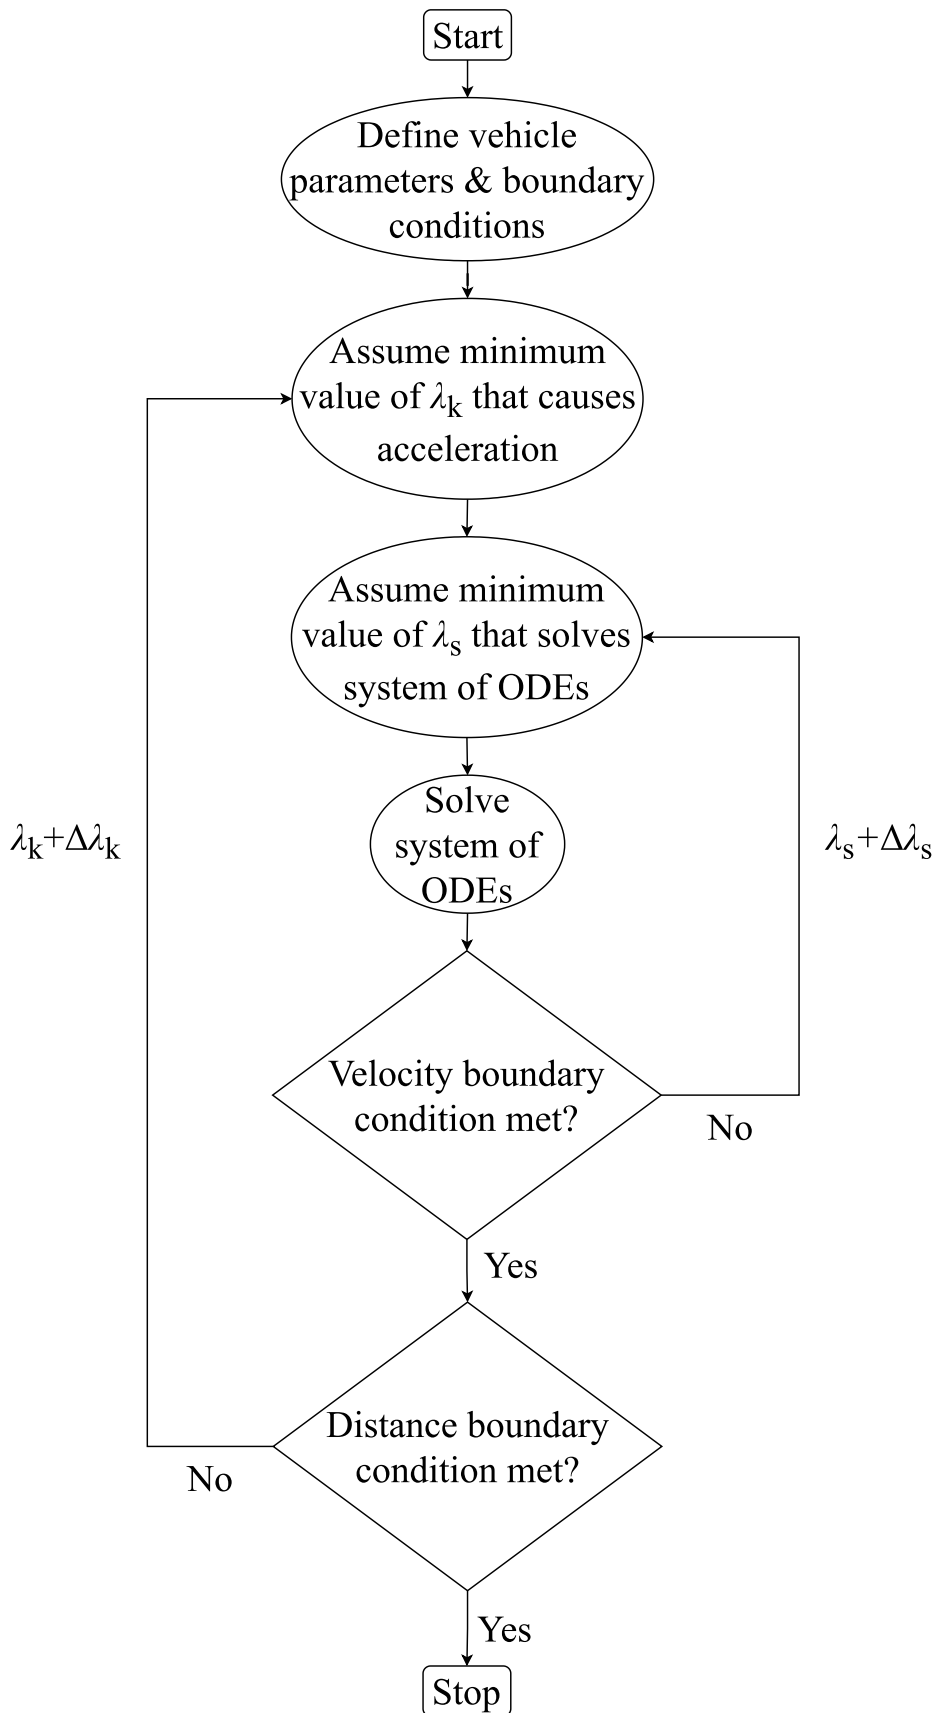 Start
Define vehicle
parameters & boundary
conditions
Assume minimum
value of λk that causes
acceleration
Assume minimum
value of λs that solves
system of ODEs
Solve
system of
ODEs
λk+Δλk
λs+Δλs
Velocity boundary
condition met?
No
Yes
Distance boundary
condition met?
No
Yes
Stop